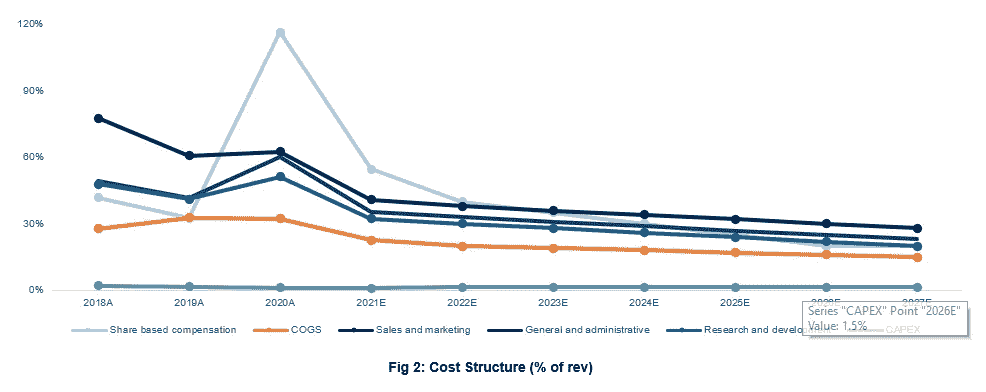 120%
90%
60%
30%
0%
2018A 2019A 2020A 2021E 2022E 2023E 2024E 2025E 2026E 2027E
Share based compensation COGS Sales and marketing General and administrative Research and CAPEX
Series "CAPEX" Point "2026E"
Value: 1.5%
Fig 2: Cost Structure (% of rev)